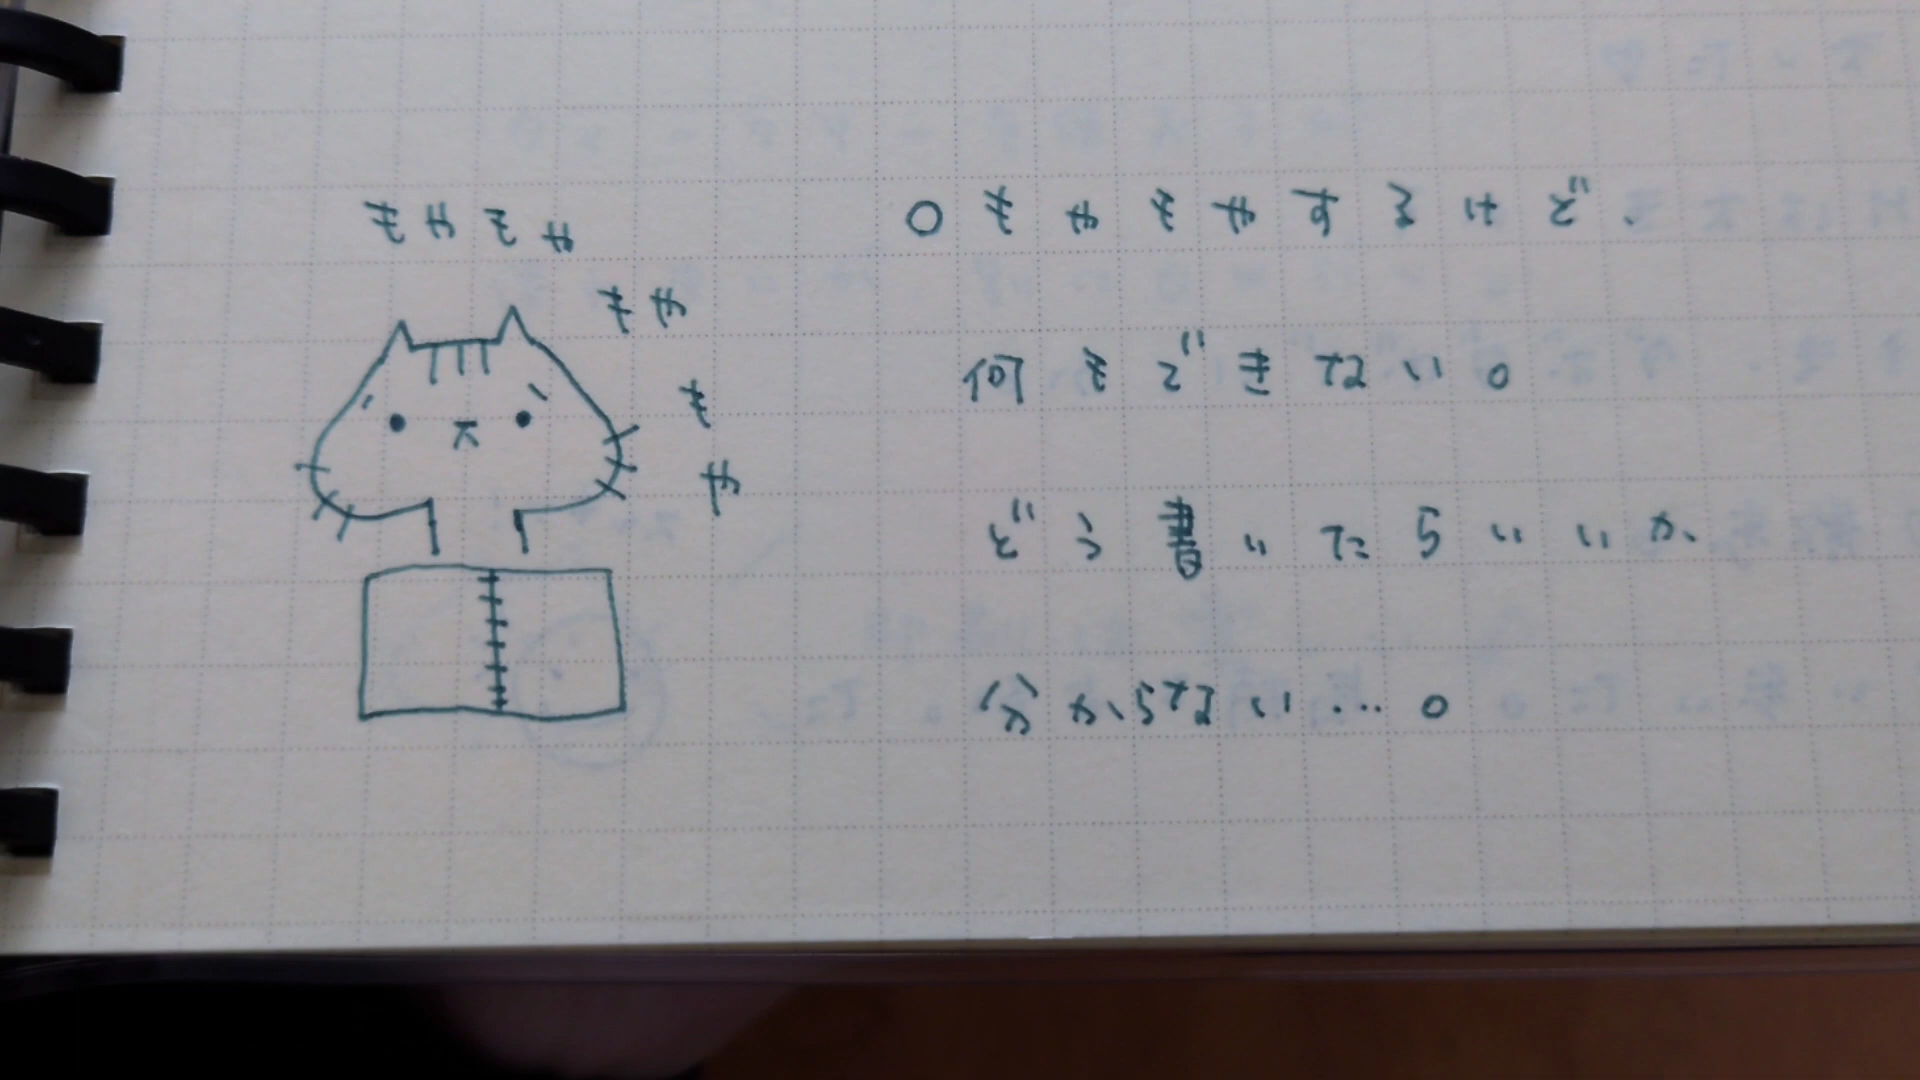 もやもや
もや
も
や
○もやもやするけど、
何もできない。
どう書いたらいいか、
分からない…。